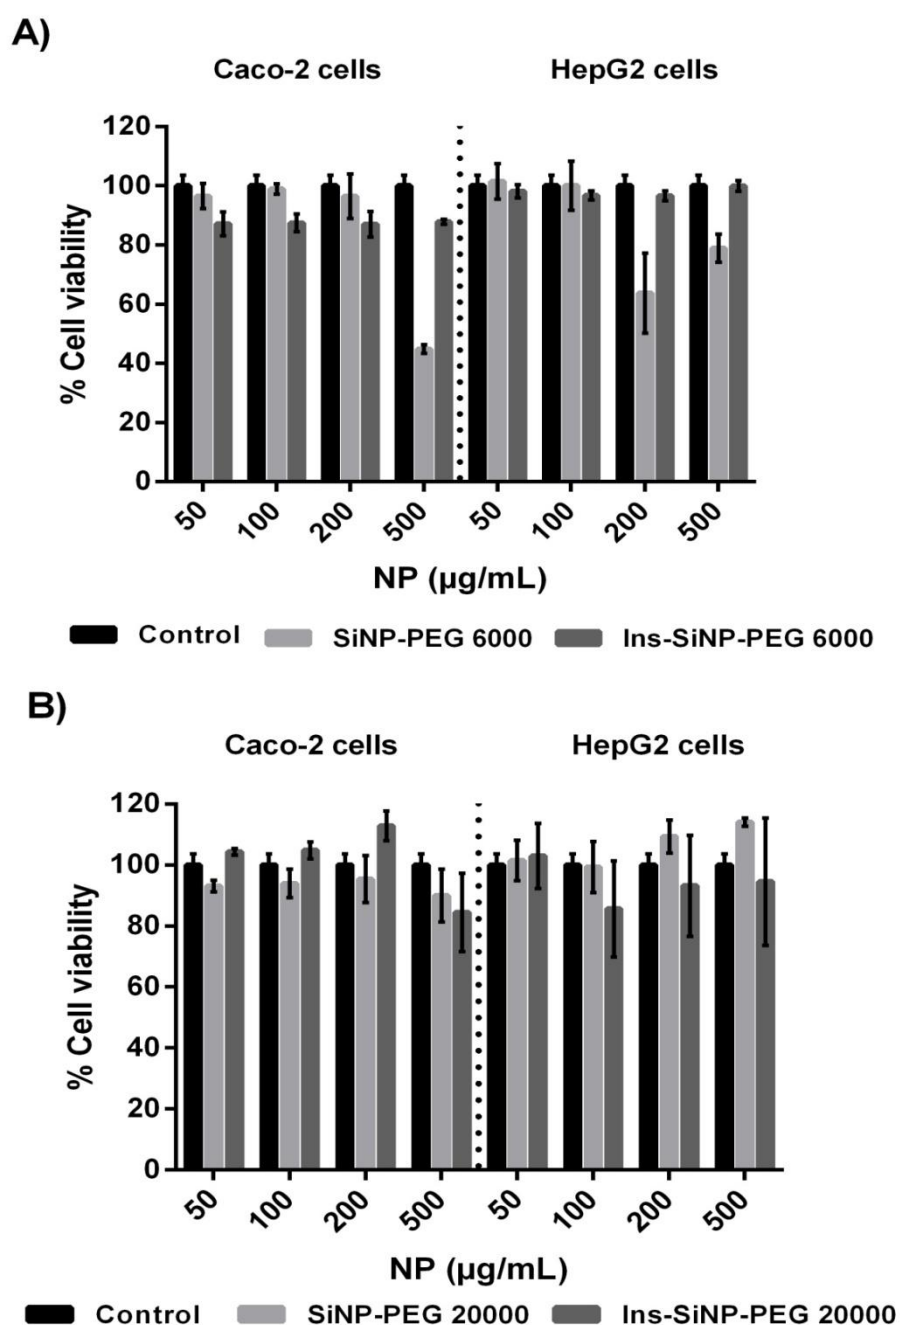 A)
Caco-2 cells HepG2 cells
120
100
80
60
40
20
0
% Cell viability
50 100 200 500 50 100 200 500
NP (µg/mL)
Control SiNP-PEG 6000 Ins-SiNP-PEG 6000
B)
Caco-2 cells HepG2 cells
120
100
80
60
40
20
0
% Cell viability
50 100 200 500 50 100 200 500
NP (µg/mL)
Control SiNP-PEG 20000 Ins-SiNP-PEG 20000